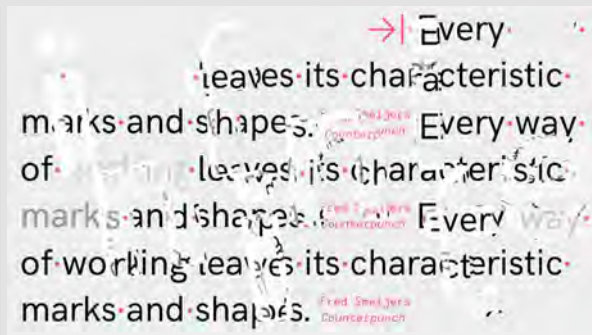 →| Every
leaves·its·characteristic·
marks·and·shapes. Fred Smeijers
Counterpunch Every·way·
of· leaves·its·characteristic·
marks·and·shapes. Fred Smeijers
Counterpunch Every way·
of·working·leaves·its·characteristic·
marks·and·shapes. Fred Smeijers
Counterpunch